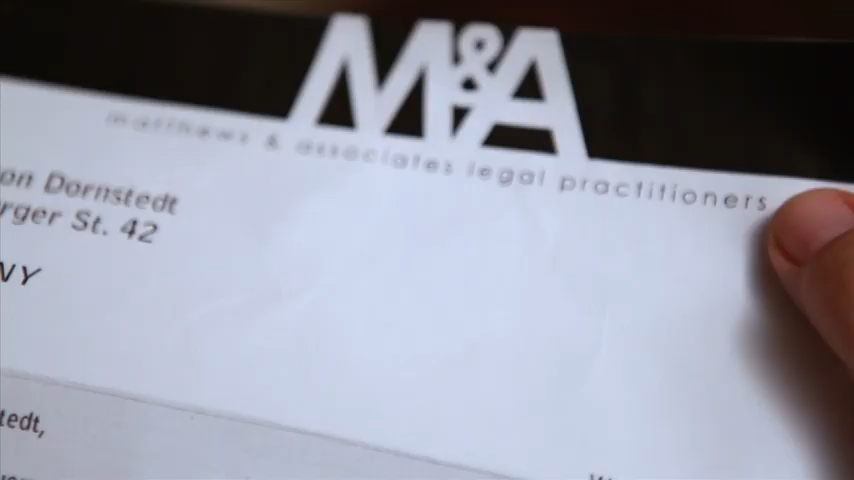 M&A
matthews & associates legal practitioners
on Dornstedt
rger St. 42
NY
tedt,